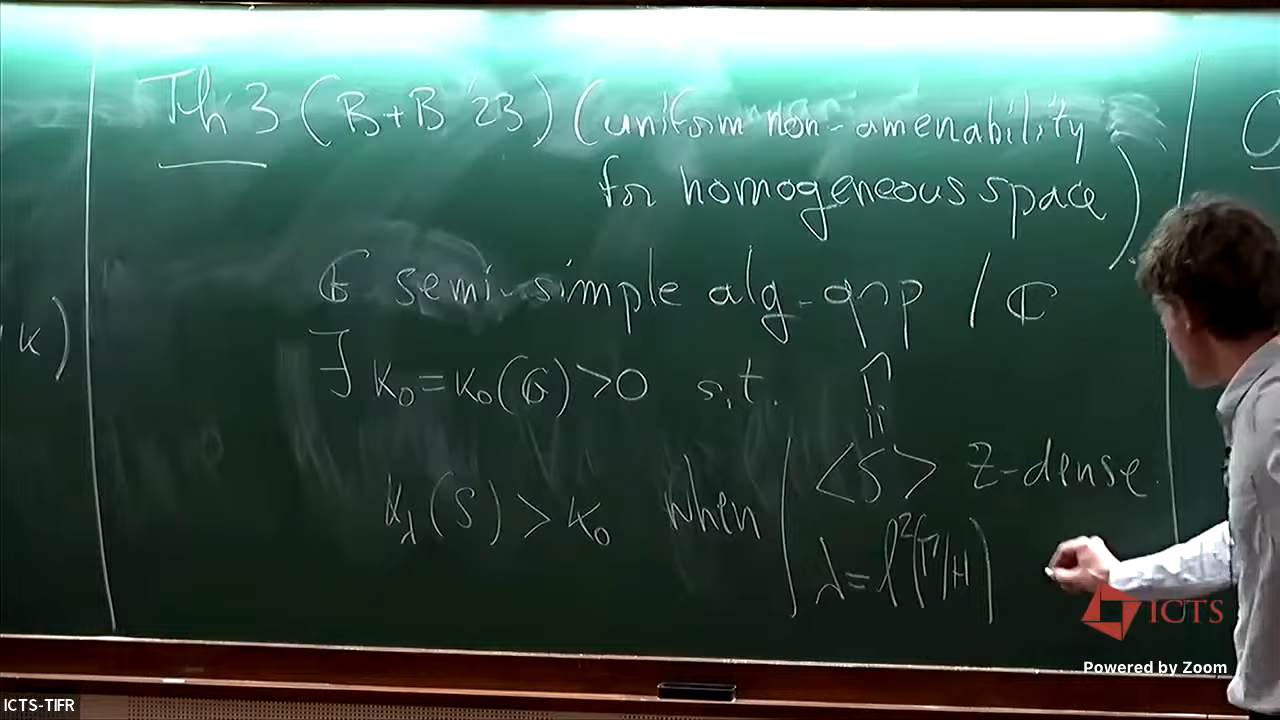 Th 3 (B+B '23) (uniform non-amenability
for homogeneous space)
𝔾 semi-simple alg-grp / ℂ
∃ κ₀=κ₀(𝔾)>0 s.t. Γ
κ)
"
κ_λ(S) > κ₀ when <S> Z-dense
λ = ℓ²(Γ/H)
ICTS
Powered by Zoom
ICTS-TIFR